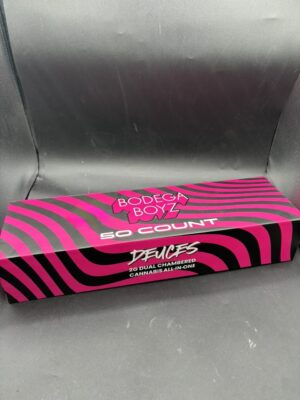 BODEGA
BOYZ
50 COUNT
DEUCES
2G DUAL CHAMBERED
CANNABIS ALL-IN-ONE